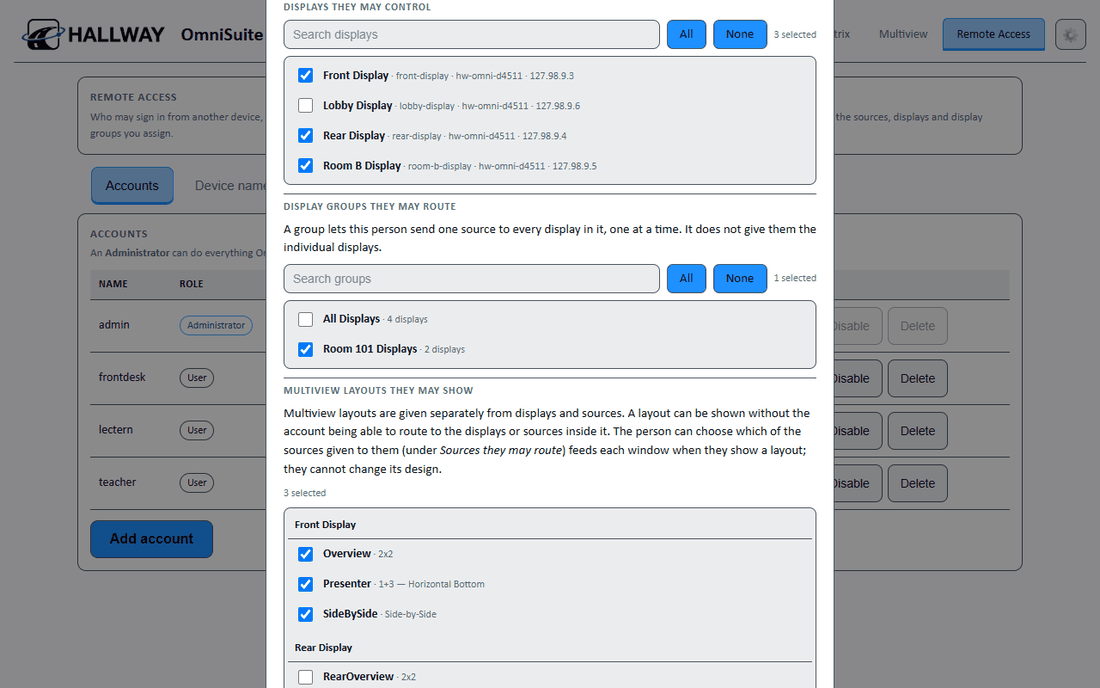 HALLWAY OmniSuite
trix Multiview Remote Access
REMOTE ACCESS
Who may sign in from another device, the sources, displays and display
groups you assign.
Accounts Device name
ACCOUNTS
An Administrator can do everything
NAME ROLE
admin Administrator Disable Delete
frontdesk User Disable Delete
lectern User Disable Delete
teacher User Disable Delete
Add account
DISPLAYS THEY MAY CONTROL
Search displays All None 3 selected
Front Display · front-display · hw-omni-d4511 · 127.98.9.3
Lobby Display · lobby-display · hw-omni-d4511 · 127.98.9.6
Rear Display · rear-display · hw-omni-d4511 · 127.98.9.4
Room B Display · room-b-display · hw-omni-d4511 · 127.98.9.5
DISPLAY GROUPS THEY MAY ROUTE
A group lets this person send one source to every display in it, one at a time. It does not give them the
individual displays.
Search groups All None 1 selected
All Displays · 4 displays
Room 101 Displays · 2 displays
MULTIVIEW LAYOUTS THEY MAY SHOW
Multiview layouts are given separately from displays and sources. A layout can be shown without the
account being able to route to the displays or sources inside it. The person can choose which of the
sources given to them (under Sources they may route) feeds each window when they show a layout;
they cannot change its design.
3 selected
Front Display
Overview · 2x2
Presenter · 1+3 — Horizontal Bottom
SideBySide · Side-by-Side
Rear Display
RearOverview · 2x2